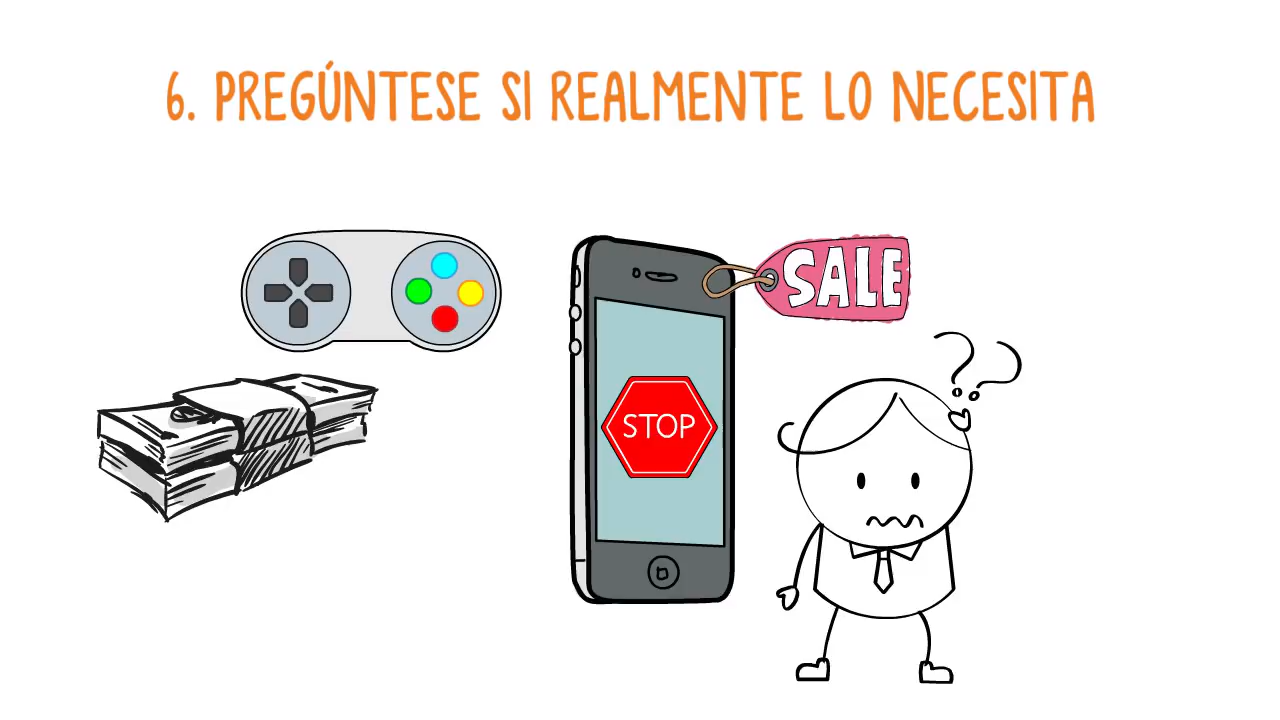 6. PREGÚNTESE SI REALMENTE LO NECESITA
SALE
STOP
??